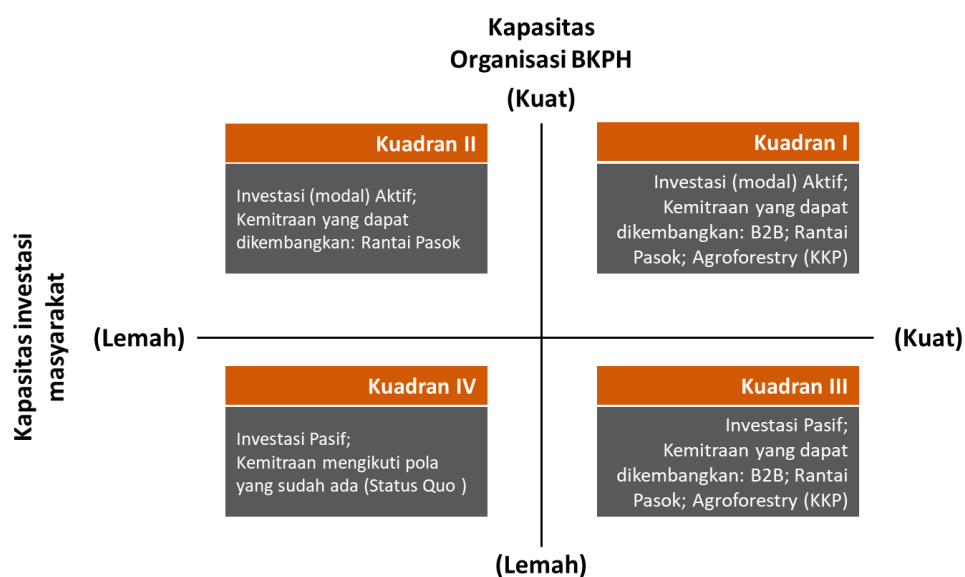 Kapasitas
Organisasi BKPH
(Kuat)
Kuadran II
Investasi (modal) Aktif;
Kemitraan yang dapat
dikembangkan: Rantai Pasok
Kuadran I
Investasi (modal) Aktif;
Kemitraan yang dapat
dikembangkan: B2B; Rantai
Pasok; Agroforestry (KKP)
Kapasitas investasi
masyarakat
(Lemah)
(Kuat)
Kuadran IV
Investasi Pasif;
Kemitraan mengikuti pola
yang sudah ada (Status Quo )
Kuadran III
Investasi Pasif;
Kemitraan yang dapat
dikembangkan: B2B; Rantai
Pasok; Agroforestry (KKP)
(Lemah)